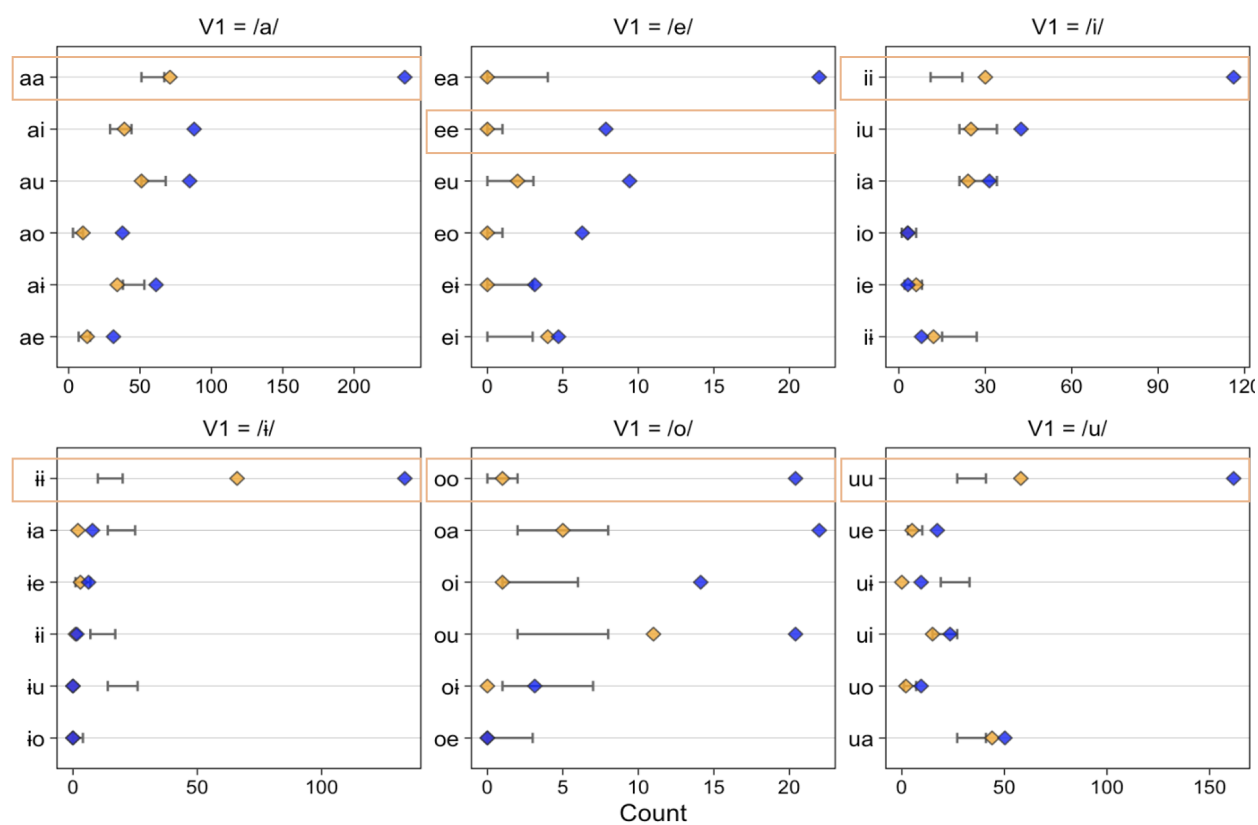 V1 = /a/ V1 = /e/ V1 = /i/
aa ea ii
ai ee iu
au eu ia
ao eo io
aɨ eɨ ie
ae ei iɨ
0 50 100 150 200 0 5 10 15 20 0 30 60 90 120
V1 = /ɨ/ V1 = /o/ V1 = /u/
ɨɨ oo uu
ɨa oa ue
ɨe oi uɨ
ɨi ou ui
ɨu oɨ uo
ɨo oe ua
0 50 100 0 5 10 15 20 0 50 100 150
Count